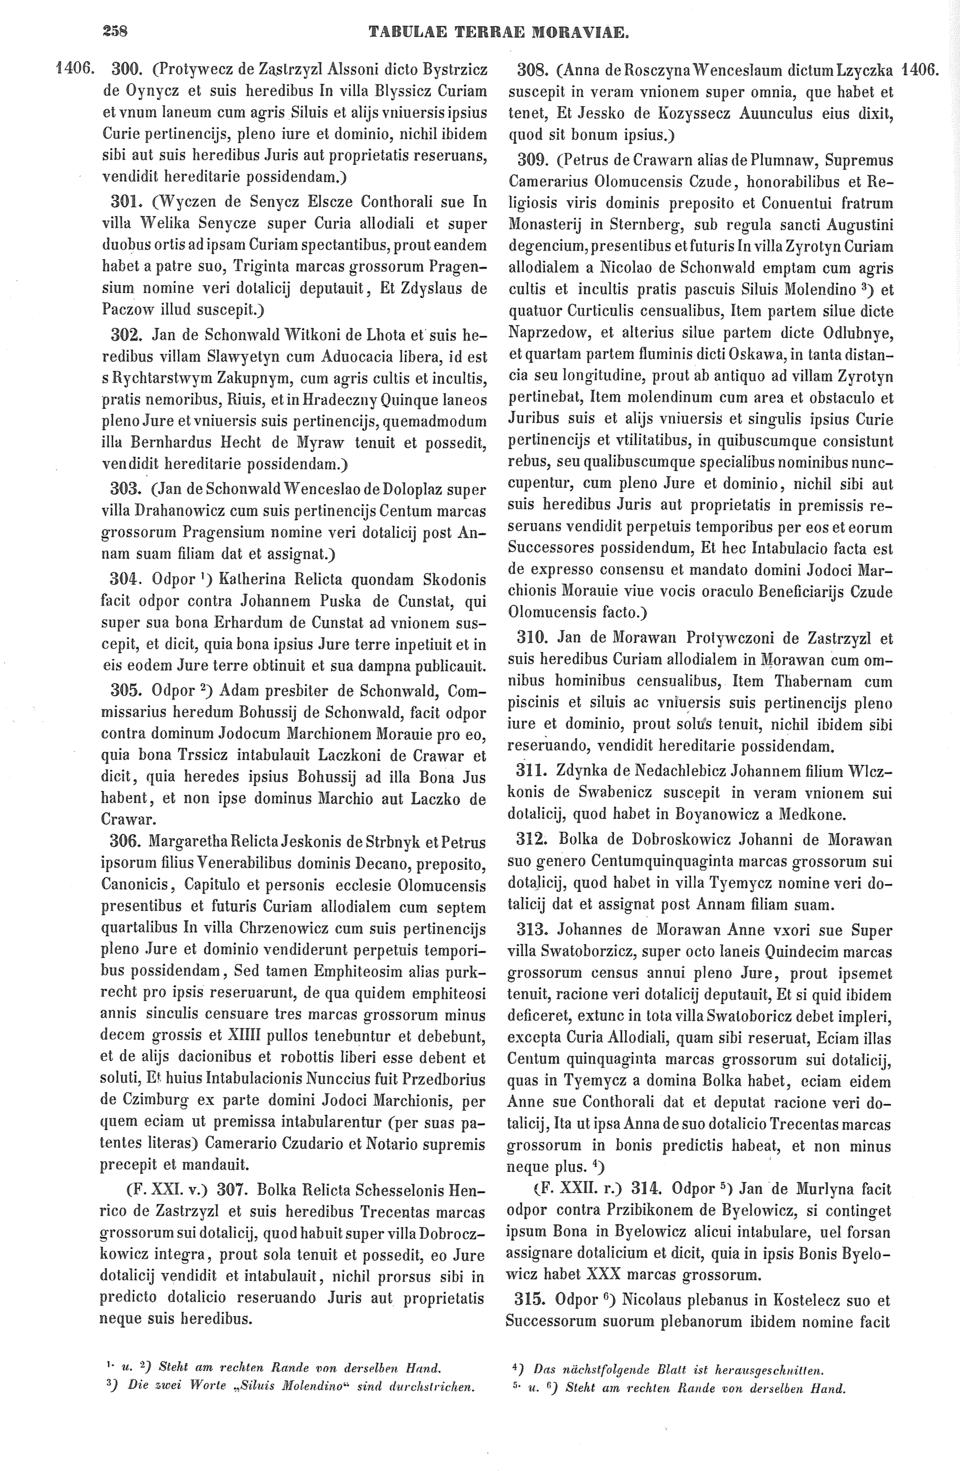 258
TABULAE TERRAE MORAVIAE.
1406. 300. (Protywecz de Zastrzyzl Alssoni dicto Bystrzicz
de Oynycz et suis heredibus In villa Blyssicz Curiam
et vnum laneum cum agris Siluis et alijs vniuersis ipsius
Curie pertinencijs, pleno iure et dominio, nichil ibidem
sibi aut suis heredibus Juris aut proprietatis reseruans,
vendidit hereditarie possidendam.)
301. (Wyczen de Senycz Elscze Conthorali sue In
villa Welika Senycze super Curia allodiali et super
duobus ortis ad ipsam Curiam spectantibus, prout eandem
habet a patre suo, Triginta marcas grossorum Pragen-
sium nomine veri dotalicij deputauit, Et Zdyslaus de
Paczow illud suscepit.)
302. Jan de Schonwald Witkoni de Lhota et suis he-
redibus villam Slawyetyn cum Aduocacia libera, id est
s Rychtarstwym Zakupnym, cum agris cultis et incultis,
pratis nemoribus, Riuis, et in Hradeczny Quinque laneos
pleno Jure et vniuersis suis pertinencijs, quemadmodum
illa Bernhardus Hecht de Myraw tenuit et possedit,
vendidit hereditarie possidendam.)
303. (Jan de Schonwald Wenceslao de Doloplaz super
villa Drahanowicz cum suis pertinencijs Centum marcas
grossorum Pragensium nomine veri dotalicij post An-
nam suam filiam dat et assignat.)
304. Odpor ¹) Katherina Relicta quondam Skodonis
facit odpor contra Johannem Puska de Cunstat, qui
super sua bona Erhardum de Cunstat ad vnionem sus-
cepit, et dicit, quia bona ipsius Jure terre inpetiuit et in
eis eodem Jure terre obtinuit et sua dampna publicauit.
305. Odpor ²) Adam presbiter de Schonwald, Com-
missarius heredum Bohussij de Schonwald, facit odpor
contra dominum Jodocum Marchionem Morauie pro eo,
quia bona Trssicz intabulauit Laczkoni de Crawar et
dicit, quia heredes ipsius Bohussij ad illa Bona Jus
habent, et non ipse dominus Marchio aut Laczko de
Crawar.
306. Margaretha Relicta Jeskonis de Strbnyk et Petrus
ipsorum filius Venerabilibus dominis Decano, preposito,
Canonicis, Capitulo et personis ecclesie Olomucensis
presentibus et futuris Curiam allodialem cum septem
quartalibus In villa Chrzenowicz cum suis pertinencijs
pleno Jure et dominio vendiderunt perpetuis tempori-
bus possidendam, Sed tamen Emphiteosim alias purk-
recht pro ipsis reseruarunt, de qua quidem emphiteosi
annis sinculis censuare tres marcas grossorum minus
decem grossis et XIIII pullos tenebuntur et debebunt,
et de alijs dacionibus et robottis liberi esse debent et
soluti, Et huius Intabulacionis Nunccius fuit Przedborius
de Czimburg ex parte domini Jodoci Marchionis, per
quem eciam ut premissa intabularentur (per suas pa-
tentes literas) Camerario Czudario et Notario supremis
precepit et mandauit.
(F. XXI. v.) 307. Bolka Relicta Schesselonis Hen-
rico de Zastrzyzl et suis heredibus Trecentas marcas
grossorum sui dotalicij, quod habuit super villa Dobrocz-
kowicz integra, prout sola tenuit et possedit, eo Jure
dotalicij vendidit et intabulauit, nichil prorsus sibi in
predicto dotalicio reseruando Juris aut proprietatis
neque suis heredibus.
¹· u. ²) Steht am rechten Rande von derselben Hand.
³) Die zwei Worte „Siluis Molendino“ sind durchstrichen.
308. (Anna de Rosczyna Wenceslaum dictum Lzyczka 1406.
suscepit in veram vnionem super omnia, que habet et
tenet, Et Jessko de Kozyssecz Auunculus eius dixit,
quod sit bonum ipsius.)
309. (Petrus de Crawarn alias de Plumnaw, Supremus
Camerarius Olomucensis Czude, honorabilibus et Re-
ligiosis viris dominis preposito et Conuentui fratrum
Monasterij in Sternberg, sub regula sancti Augustini
degencium, presentibus et futuris In villa Zyrotyn Curiam
allodialem a Nicolao de Schonwald emptam cum agris
cultis et incultis pratis pascuis Siluis Molendino ³) et
quatuor Curticulis censualibus, Item partem silue dicte
Naprzedow, et alterius silue partem dicte Odlubnye,
et quartam partem fluminis dicti Oskawa, in tanta distan-
cia seu longitudine, prout ab antiquo ad villam Zyrotyn
pertinebat, Item molendinum cum area et obstaculo et
Juribus suis et alijs vniuersis et singulis ipsius Curie
pertinencijs et vtilitatibus, in quibuscumque consistunt
rebus, seu qualibuscumque specialibus nominibus nunc-
cupentur, cum pleno Jure et dominio, nichil sibi aut
suis heredibus Juris aut proprietatis in premissis re-
seruans vendidit perpetuis temporibus per eos et eorum
Successores possidendum, Et hec Intabulacio facta est
de expresso consensu et mandato domini Jodoci Mar-
chionis Morauie viue vocis oraculo Beneficiarijs Czude
Olomucensis facto.)
310. Jan de Morawan Protywczoni de Zastrzyzl et
suis heredibus Curiam allodialem in Morawan cum om-
nibus hominibus censualibus, Item Thabernam cum
piscinis et siluis ac vniuersis suis pertinencijs pleno
iure et dominio, prout solus tenuit, nichil ibidem sibi
reseruando, vendidit hereditarie possidendam.
311. Zdynka de Nedachlebicz Johannem filium Wlcz-
konis de Swabenicz suscepit in veram vnionem sui
dotalicij, quod habet in Boyanowicz a Medkone.
312. Bolka de Dobroskowicz Johanni de Morawan
suo genero Centumquinquaginta marcas grossorum sui
dotalicij, quod habet in villa Tyemycz nomine veri do-
talicij dat et assignat post Annam filiam suam.
313. Johannes de Morawan Anne vxori sue Super
villa Swatoborzicz, super octo laneis Quindecim marcas
grossorum census annui pleno Jure, prout ipsemet
tenuit, racione veri dotalicij deputauit, Et si quid ibidem
deficeret, extunc in tota villa Swatoboricz debet impleri,
excepta Curia Allodiali, quam sibi reseruat, Eciam illas
Centum quinquaginta marcas grossorum sui dotalicij,
quas in Tyemycz a domina Bolka habet, eciam eidem
Anne sue Conthorali dat et deputat racione veri do-
talicij, Ita ut ipsa Anna de suo dotalicio Trecentas marcas
grossorum in bonis predictis habeat, et non minus
neque plus. ⁴)
(F. XXII. r.) 314. Odpor ⁵) Jan de Murlyna facit
odpor contra Przibikonem de Byelowicz, si continget
ipsum Bona in Byelowicz alicui intabulare, uel forsan
assignare dotalicium et dicit, quia in ipsis Bonis Byelo-
wicz habet XXX marcas grossorum.
315. Odpor ⁶) Nicolaus plebanus in Kostelecz suo et
Successorum suorum plebanorum ibidem nomine facit
⁴) Das nächstfolgende Blatt ist herausgeschnitten.
⁵· u. ⁶) Steht am rechten Rande von derselben Hand.